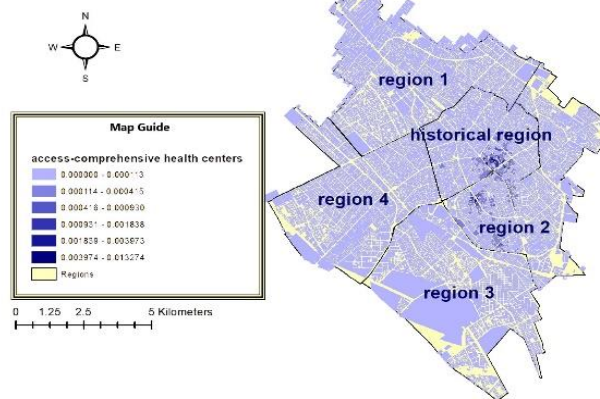 N
W E
S
region 1
historical region
region 4
region 2
region 3
Map Guide
access-comprehensive health centers
0.000000 - 0.000113
0.000114 - 0.000415
0.000416 - 0.000930
0.000931 - 0.001838
0.001839 - 0.003973
0.003974 - 0.013274
Regions
0 1.25 2.5 5 Kilometers